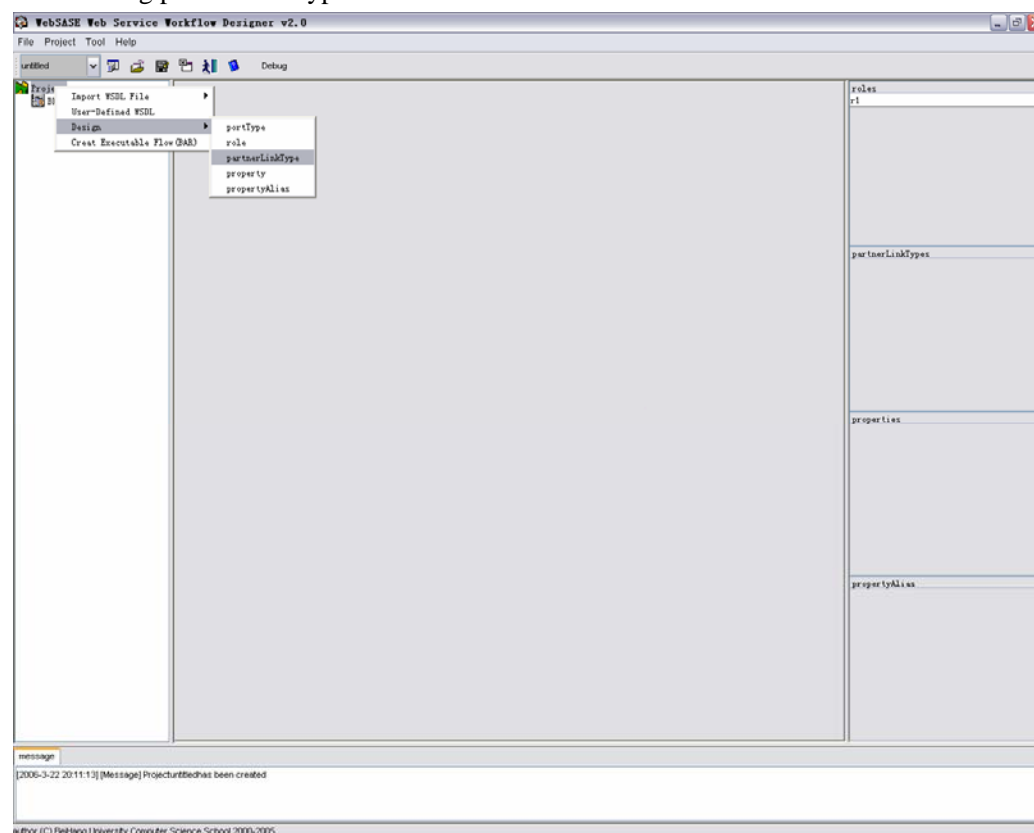 WebSASE Web Service Workflow Designer v2.0
File Project Tool Help
untitled Debug
roles
r1
Import WSDL File
User-Defined WSDL
Design
Creat Executable Flow(BAR)
portType
role
partnerLinkType
property
propertyAlias
partnerLinkTypes
properties
propertyAlias
message
[2006-3-22 20:11:13] [Message] Projectuntitledhas been created
author (C) BeiHang University Computer Science School 2000-2005